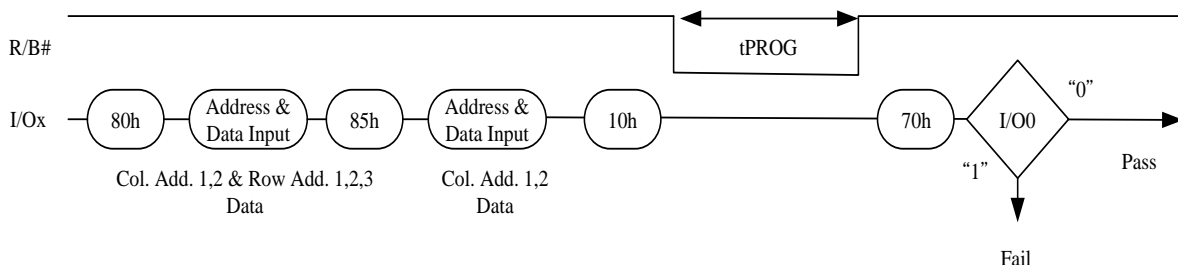 R/B#
tPROG
I/Ox
80h
Address &
Data Input
85h
Address &
Data Input
10h
70h
I/O0
“0”
“1”
Pass
Col. Add. 1,2 & Row Add. 1,2,3
Data
Col. Add. 1,2
Data
Fail